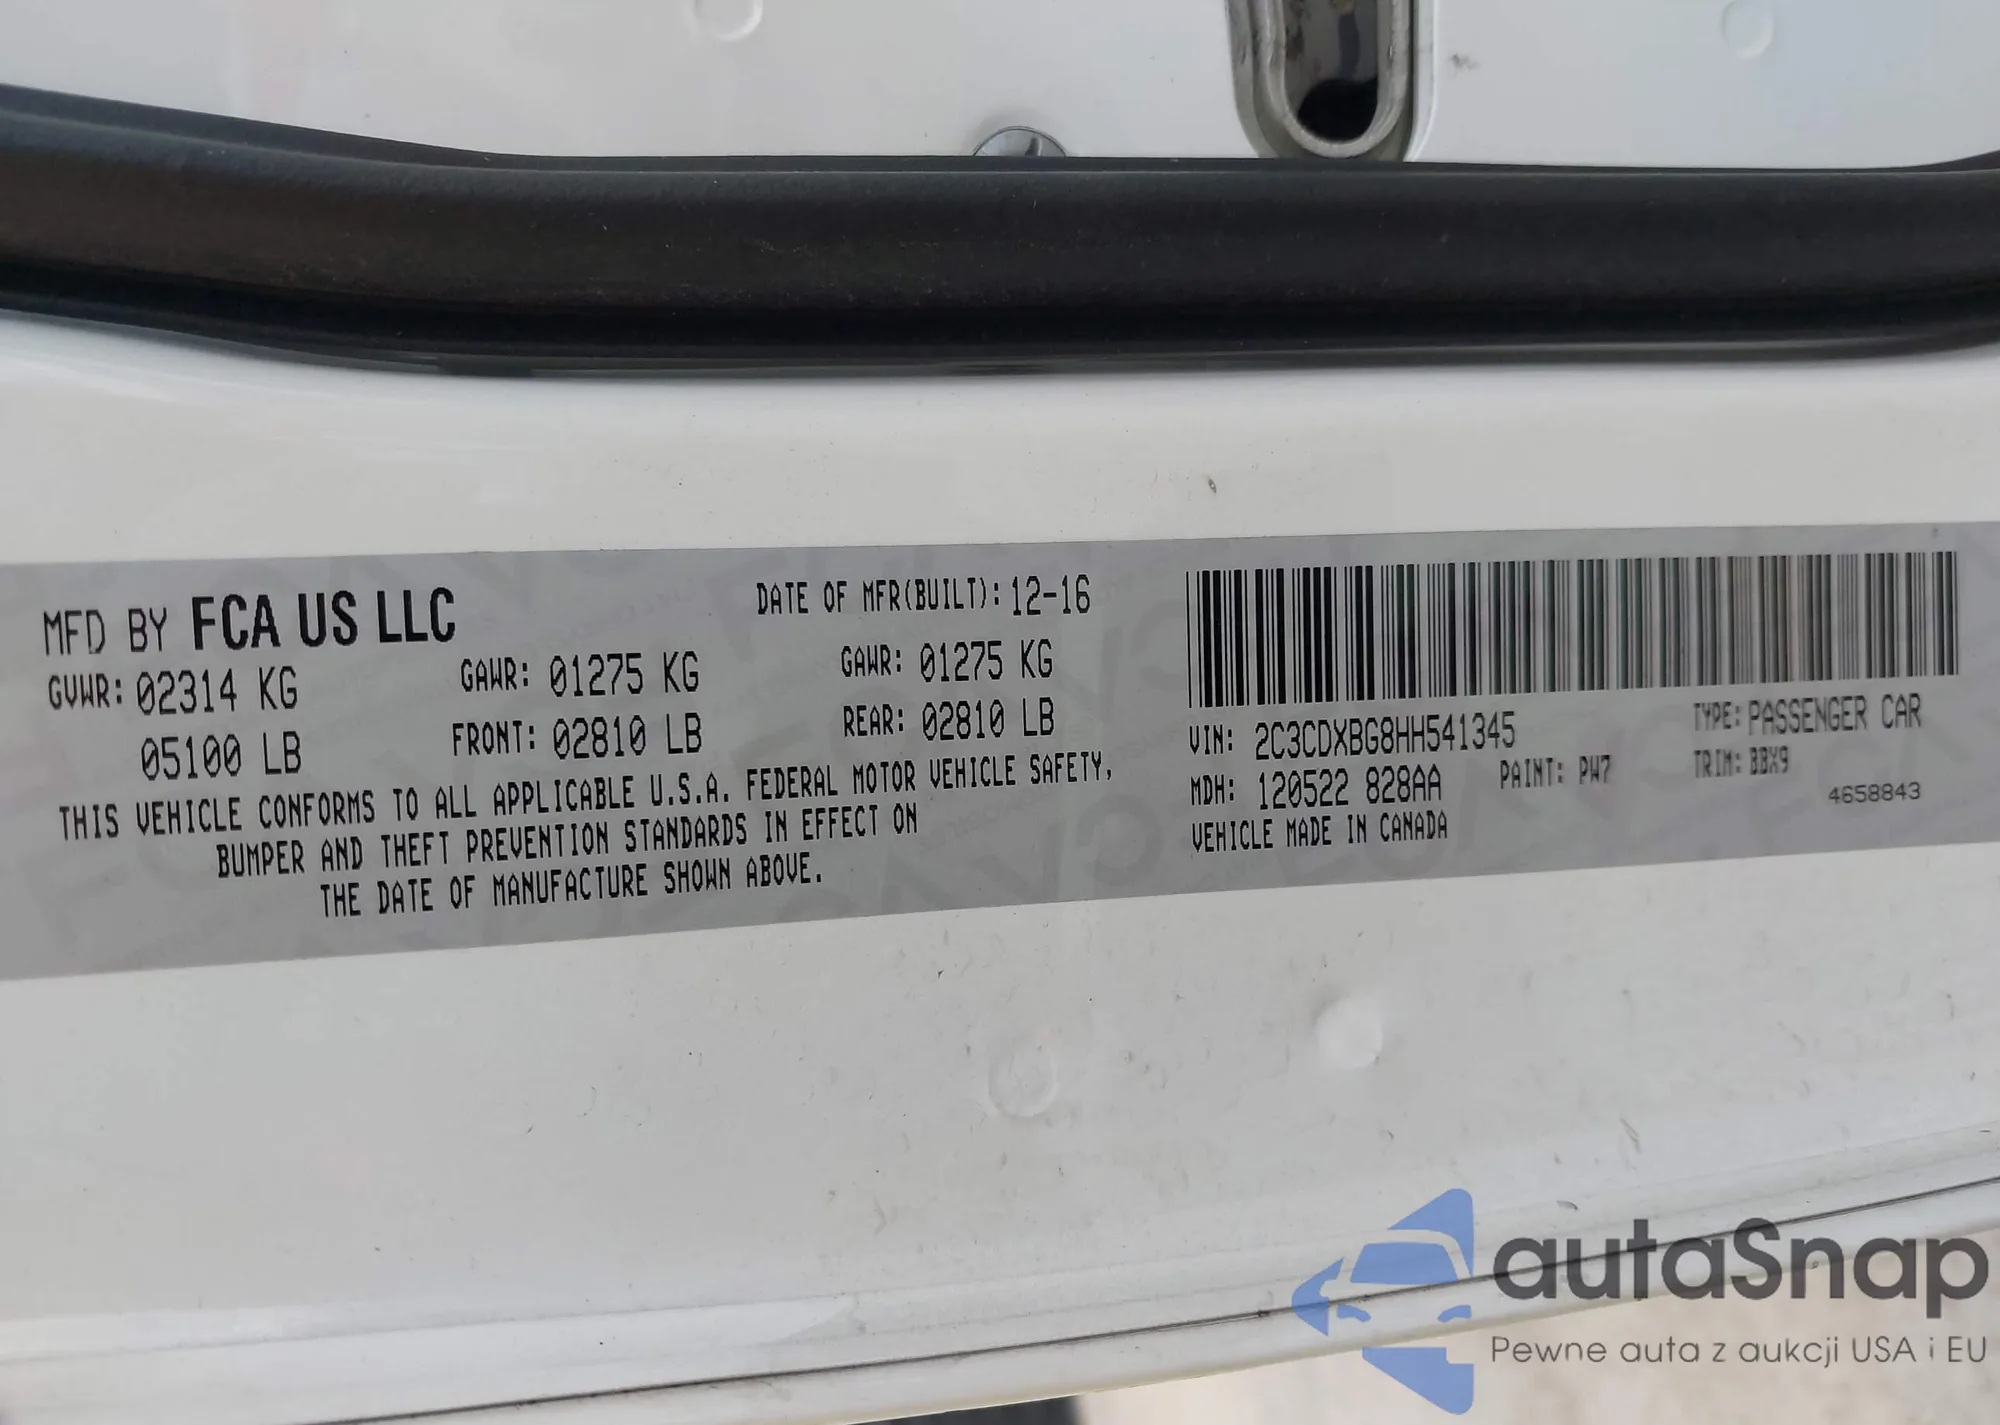 MFD BY FCA US LLC
DATE OF MFR(BUILT): 12-16
GVWR: 02314 KG
05100 LB
GAWR: 01275 KG
FRONT: 02810 LB
GAWR: 01275 KG
REAR: 02810 LB
THIS VEHICLE CONFORMS TO ALL APPLICABLE U.S.A. FEDERAL MOTOR VEHICLE SAFETY,
BUMPER AND THEFT PREVENTION STANDARDS IN EFFECT ON
THE DATE OF MANUFACTURE SHOWN ABOVE.
VIN: 2C3CDXBG8HH541345
TYPE: PASSENGER CAR
MDH: 120522 828AA
PAINT: PW7
TRIM: BBX9
4658843
VEHICLE MADE IN CANADA
autaSnap
Pewne auta z aukcji USA i EU